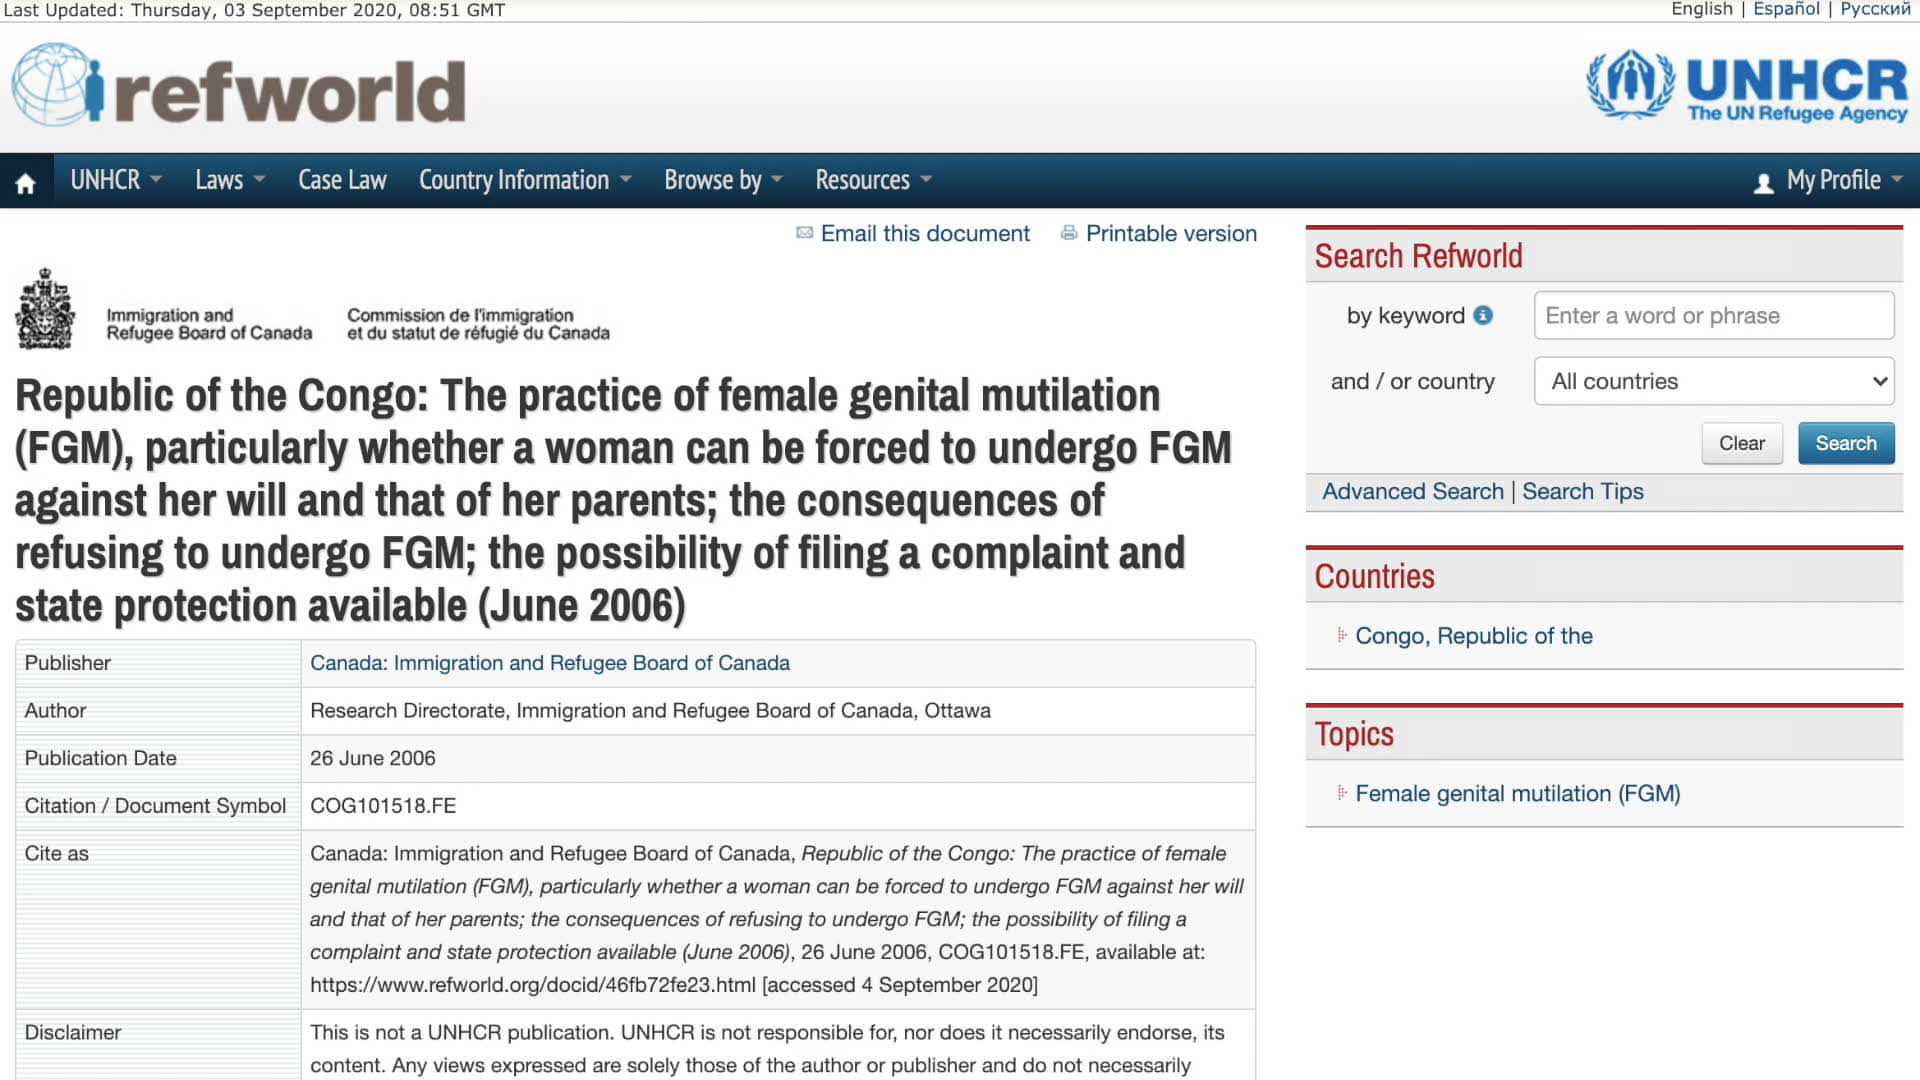 Last Updated: Thursday, 03 September 2020, 08:51 GMT
English | Español | Русский
refworld
UNHCR
The UN Refugee Agency
UNHCR Laws Case Law Country Information Browse by Resources My Profile
Email this document Printable version
Immigration and Refugee Board of Canada
Commission de l'immigration et du statut de réfugié du Canada
Republic of the Congo: The practice of female genital mutilation
(FGM), particularly whether a woman can be forced to undergo FGM
against her will and that of her parents; the consequences of
refusing to undergo FGM; the possibility of filing a complaint and
state protection available (June 2006)
Publisher Canada: Immigration and Refugee Board of Canada
Author Research Directorate, Immigration and Refugee Board of Canada, Ottawa
Publication Date 26 June 2006
Citation / Document Symbol COG101518.FE
Cite as Canada: Immigration and Refugee Board of Canada, Republic of the Congo: The practice of female
genital mutilation (FGM), particularly whether a woman can be forced to undergo FGM against her will
and that of her parents; the consequences of refusing to undergo FGM; the possibility of filing a
complaint and state protection available (June 2006), 26 June 2006, COG101518.FE, available at:
https://www.refworld.org/docid/46fb72fe23.html [accessed 4 September 2020]
Disclaimer This is not a UNHCR publication. UNHCR is not responsible for, nor does it necessarily endorse, its
content. Any views expressed are solely those of the author or publisher and do not necessarily
Search Refworld
by keyword Enter a word or phrase
and / or country All countries
Clear Search
Advanced Search | Search Tips
Countries
Congo, Republic of the
Topics
Female genital mutilation (FGM)